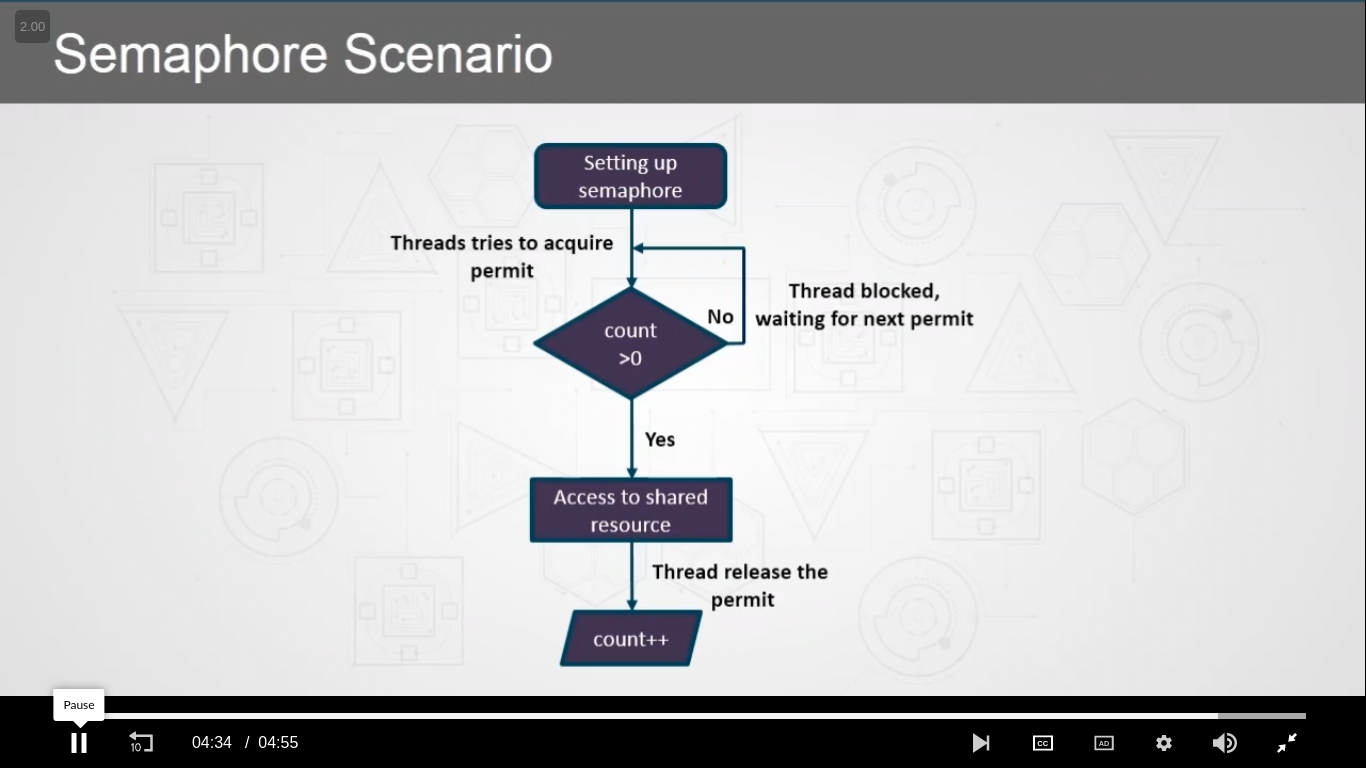 2.00
Semaphore Scenario
Setting up
semaphore
Threads tries to acquire
permit
count
>0
No
Thread blocked,
waiting for next permit
Yes
Access to shared
resource
Thread release the
permit
count++
Pause
10
04:34 / 04:55
CC
AD